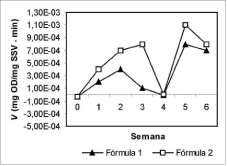 V (mg OD/mg SSV - min)
1,30E-03
1,10E-03
9,00E-04
7,00E-04
5,00E-04
3,00E-04
1,00E-04
-1,00E-04
-3,00E-04
-5,00E-04
0 1 2 3 4 5 6
Semana
Fórmula 1 Fórmula 2